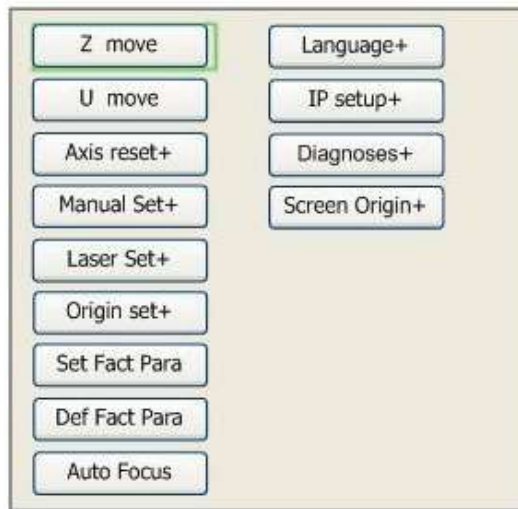 Z move
U move
Axis reset+
Manual Set+
Laser Set+
Origin set+
Set Fact Para
Def Fact Para
Auto Focus
Language+
IP setup+
Diagnoses+
Screen Origin+